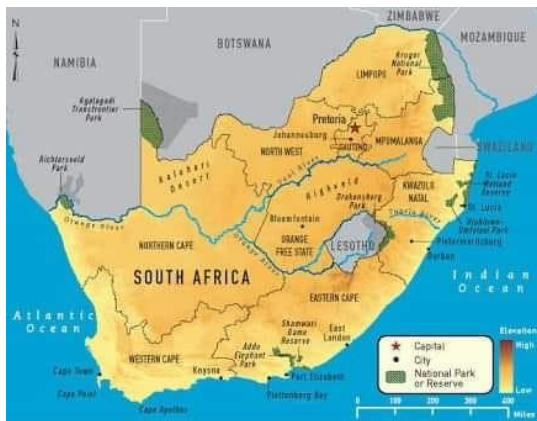 ZIMBABWE
MOZAMBIQUE
BOTSWANA
NAMIBIA
N
Kruger
National
Park
LIMPOPO
Kgalagadi
Transfrontier
Park
Pretoria
Johannesburg
GAUTENG
MPUMALANGA
NORTH WEST
SWAZILAND
Richtersveld
Park
Kalahari
Desert
Vaal River
Highveld
KWAZULU
NATAL
St. Lucia
Wetland
Reserve
St. Lucia
Drakensberg
Park
Umfolozi Park
Tugela River
Bloemfontein
Orange River
ORANGE
FREE STATE
LESOTHO
Pietermaritzburg
Durban
NORTHERN CAPE
Orange River
SOUTH AFRICA
Indian
Ocean
EASTERN CAPE
Atlantic
Ocean
Shamwari
Game
Reserve
East
London
Addo
Elephant
Park
WESTERN CAPE
Cape Town
Knysna
Port Elizabeth
Cape Point
Plettenberg Bay
Cape Agulhas
Capital
City
National Park
or Reserve
Elevation
High
Low
0 100 200 300 400
Miles